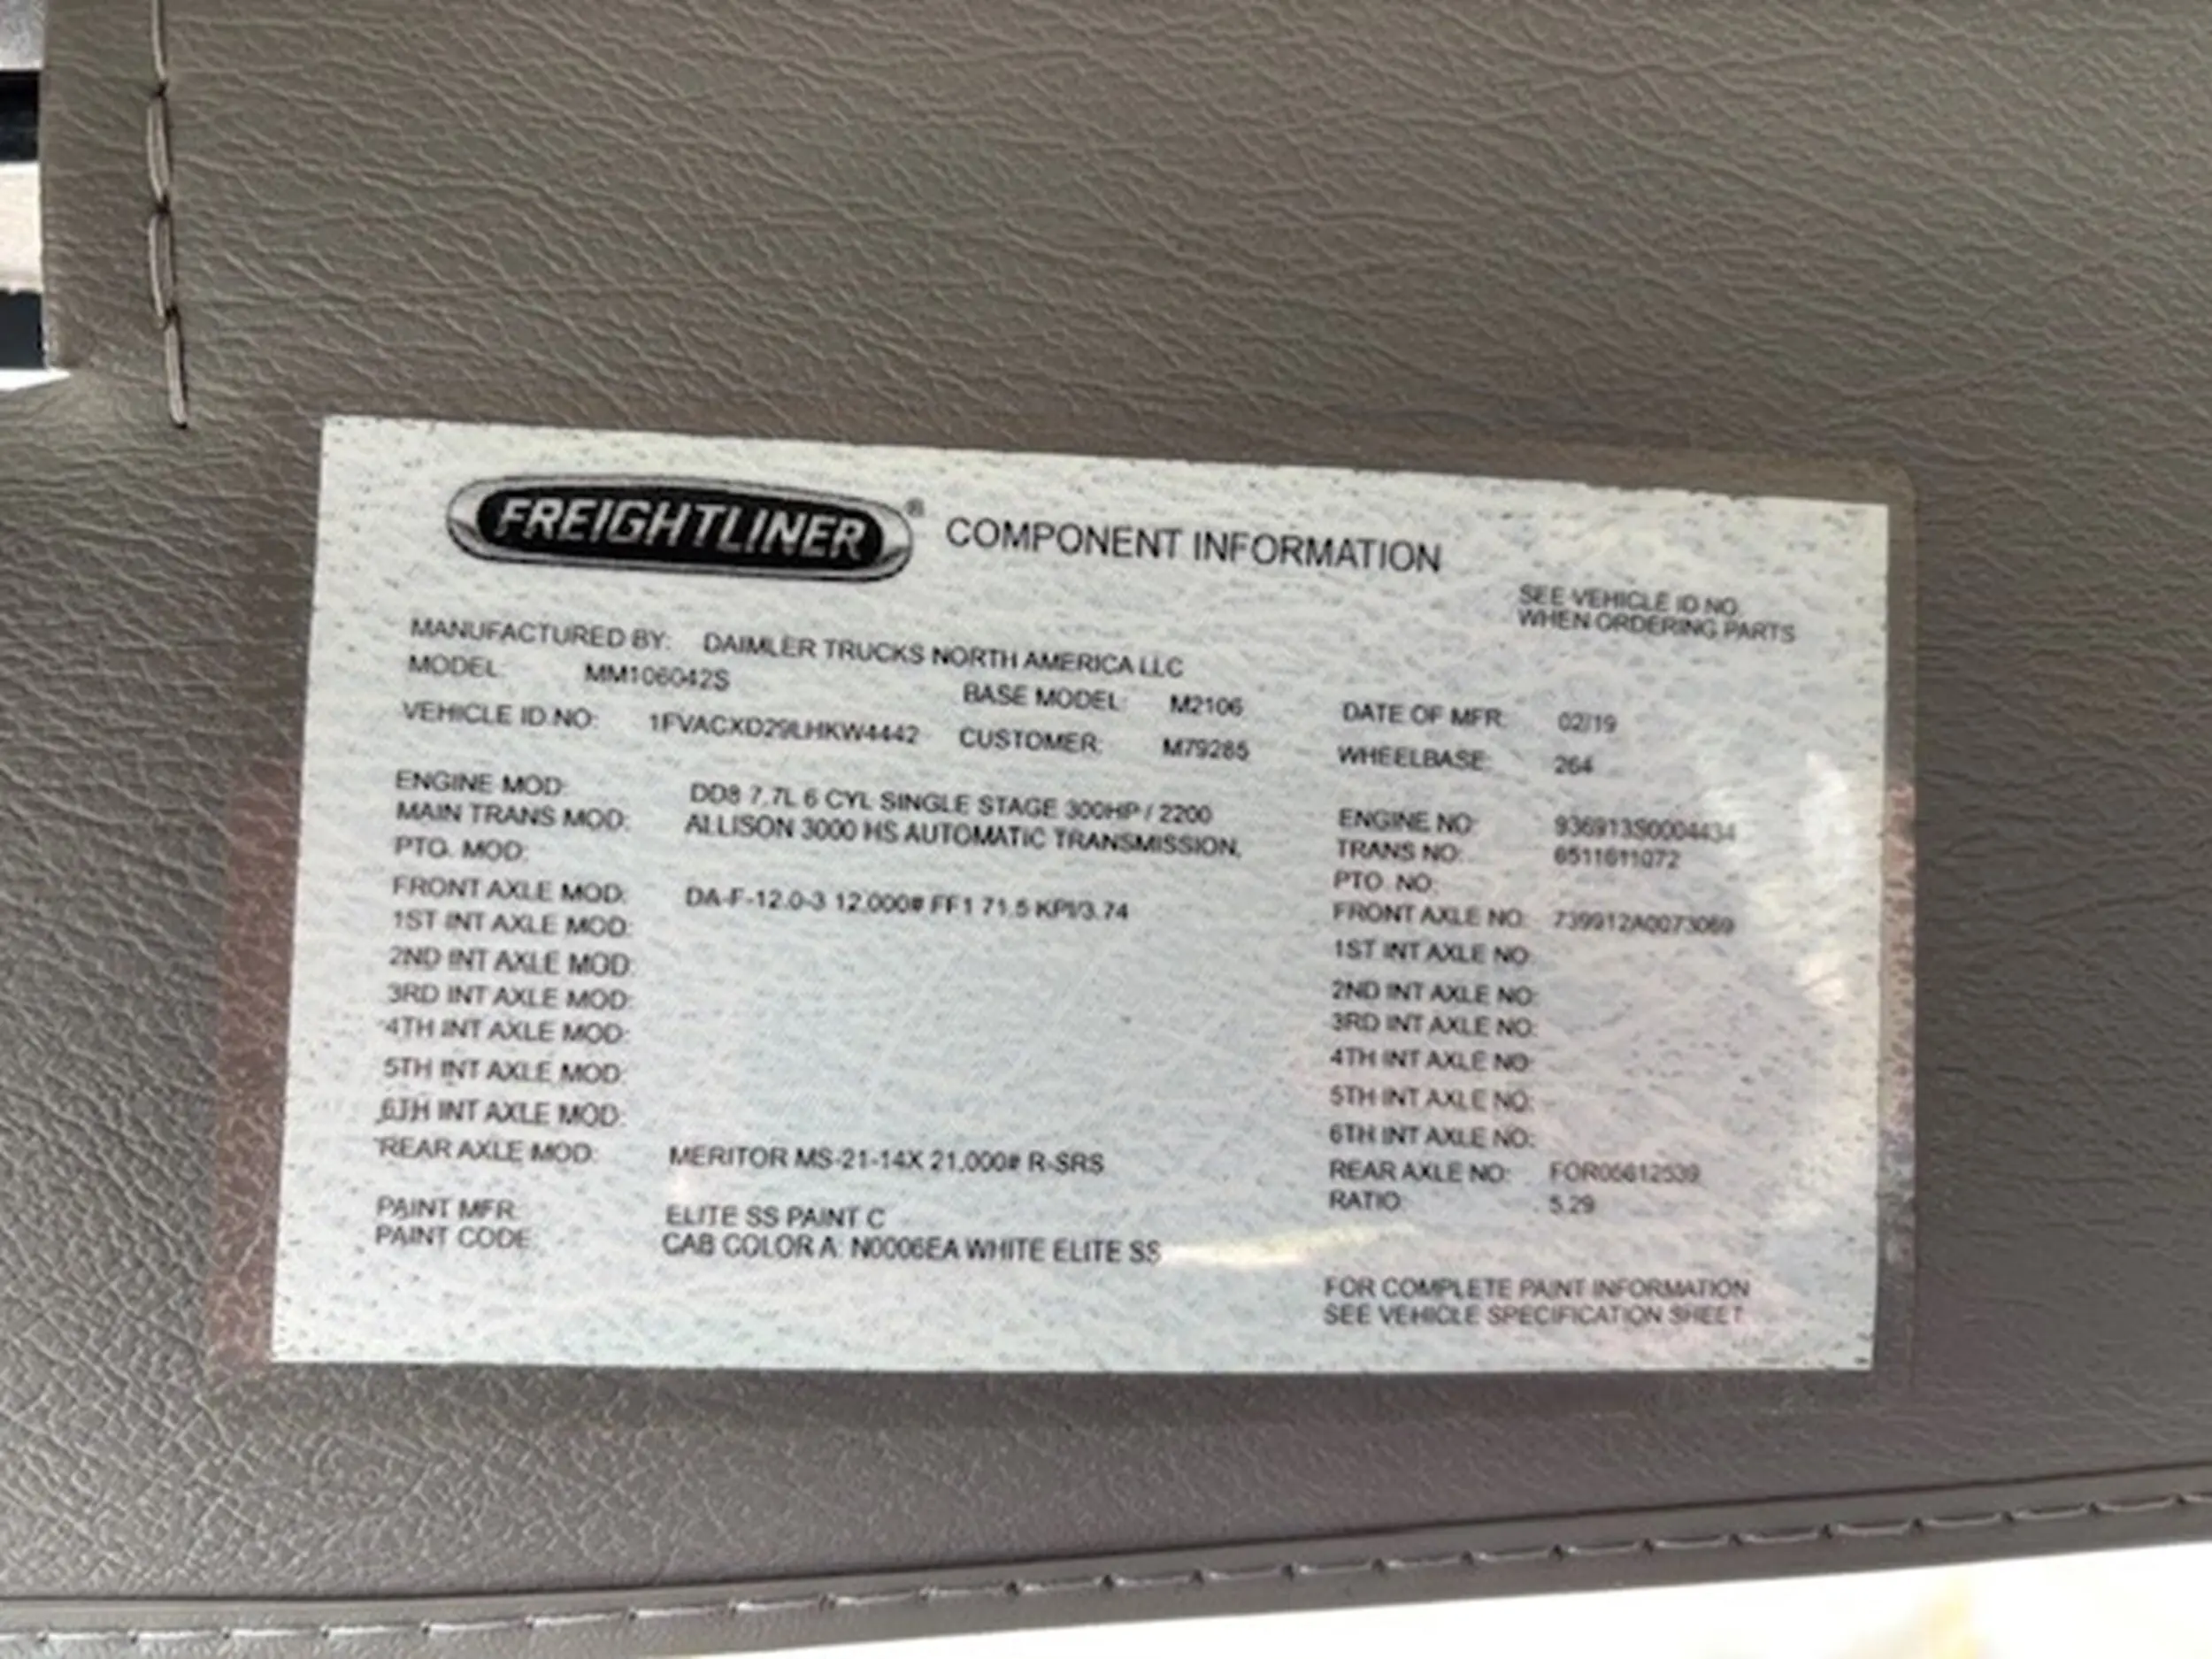 FREIGHTLINER® COMPONENT INFORMATION
SEE VEHICLE ID NO.
WHEN ORDERING PARTS
MANUFACTURED BY: DAIMLER TRUCKS NORTH AMERICA LLC
MODEL: MM106042S BASE MODEL: M2106 DATE OF MFR: 02/19
VEHICLE ID NO: 1FVACXD29LHKW4442 CUSTOMER: M79285 WHEELBASE: 264
ENGINE MOD: DD8 7.7L 6 CYL SINGLE STAGE 300HP / 2200 ENGINE NO: 936913S0004434
MAIN TRANS MOD: ALLISON 3000 HS AUTOMATIC TRANSMISSION, TRANS NO: 6511611072
PTO. MOD: PTO. NO:
FRONT AXLE MOD: DA-F-12.0-3 12,000# FF1 71.5 KPI/3.74 FRONT AXLE NO: 739912A0073069
1ST INT AXLE MOD: 1ST INT AXLE NO:
2ND INT AXLE MOD: 2ND INT AXLE NO:
3RD INT AXLE MOD: 3RD INT AXLE NO:
4TH INT AXLE MOD: 4TH INT AXLE NO:
5TH INT AXLE MOD: 5TH INT AXLE NO:
6TH INT AXLE MOD: 6TH INT AXLE NO:
REAR AXLE MOD: MERITOR MS-21-14X 21,000# R-SRS REAR AXLE NO: FOR05612539
RATIO: 5.29
PAINT MFR: ELITE SS PAINT C
PAINT CODE: CAB COLOR A: N0006EA WHITE ELITE SS
FOR COMPLETE PAINT INFORMATION
SEE VEHICLE SPECIFICATION SHEET